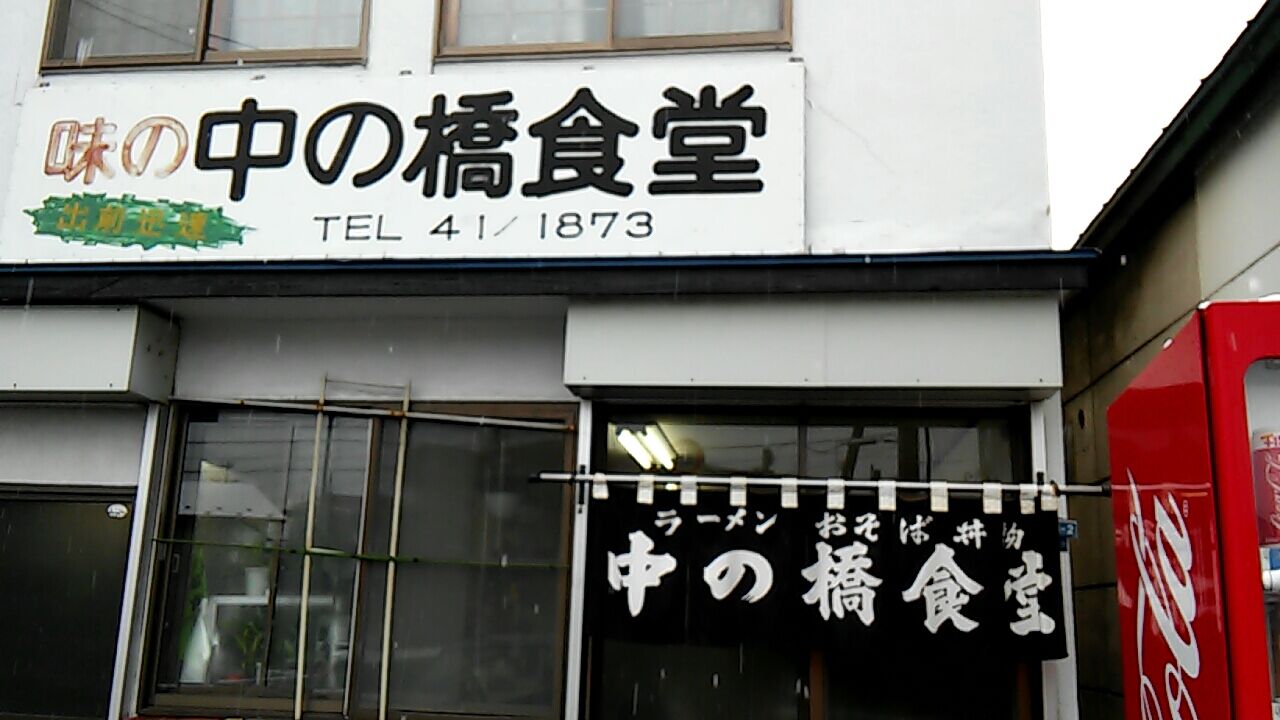 味の中の橋食堂
出前迅速
TEL 41/1873
ラーメン おそば 丼物
中の橋食堂